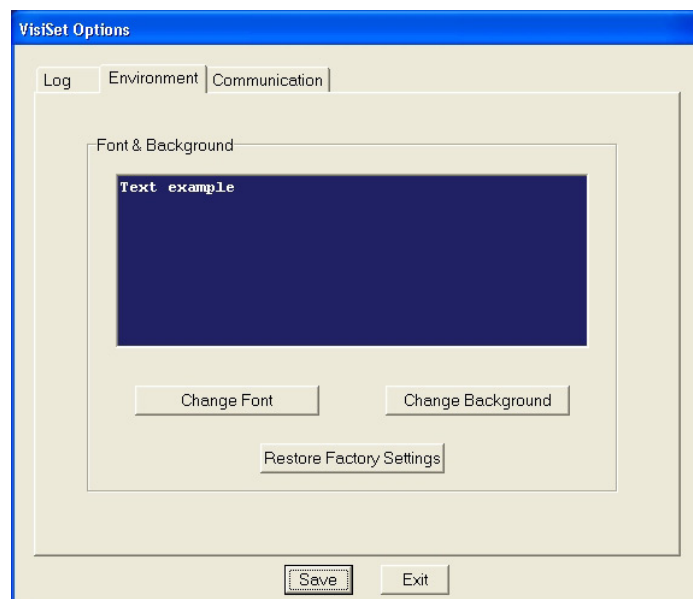 VisiSet Options
Log Environment Communication
Font & Background
Text example
Change Font Change Background
Restore Factory Settings
Save Exit